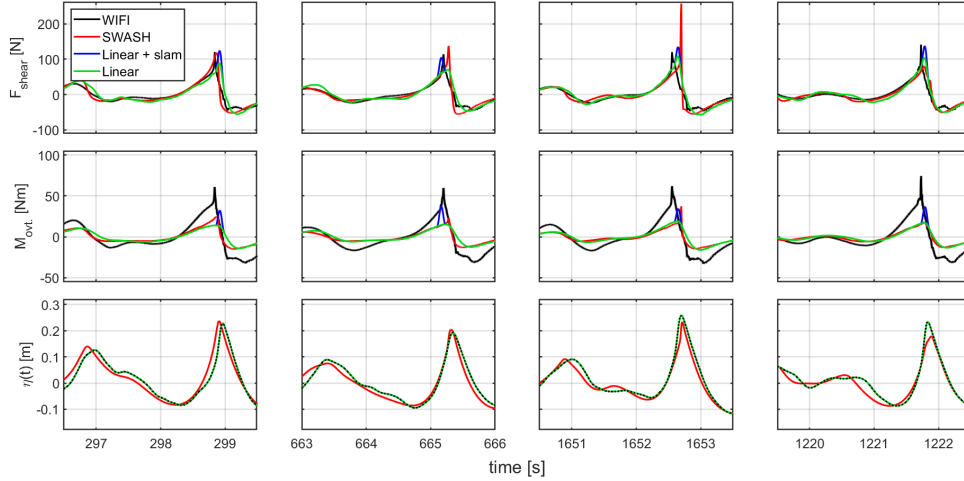 WIFI
SWASH
Linear + slam
Linear
F_shear [N]
200
100
0
-100
M_ovt. [Nm]
100
50
0
-50
η(t) [m]
0.3
0.2
0.1
0
-0.1
297 298 299
663 664 665 666
1651 1652 1653
1220 1221 1222
time [s]